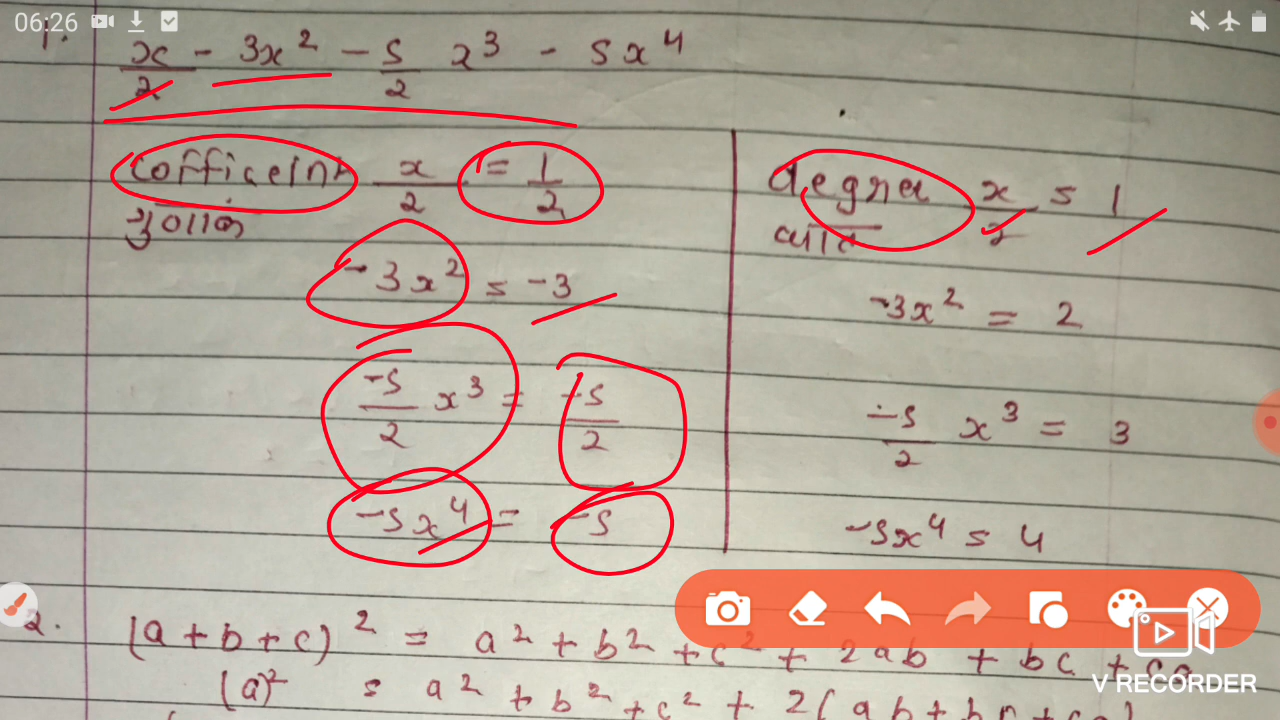 06:26
1. x/2 - 3x² - 5/2 x³ - 5x⁴
Cofficeint x/2 = 1/2
-3x² = -3
-5/2 x³ = -5/2
-5x⁴ = -5
degree x/2 = 1
-3x² = 2
-5/2 x³ = 3
-5x⁴ = 4
2. (a + b + c)² = a² + b² + c² + 2ab + bc + ca
(a)² = a² + b² + c² + 2(ab + bc + ca)
V RECORDER